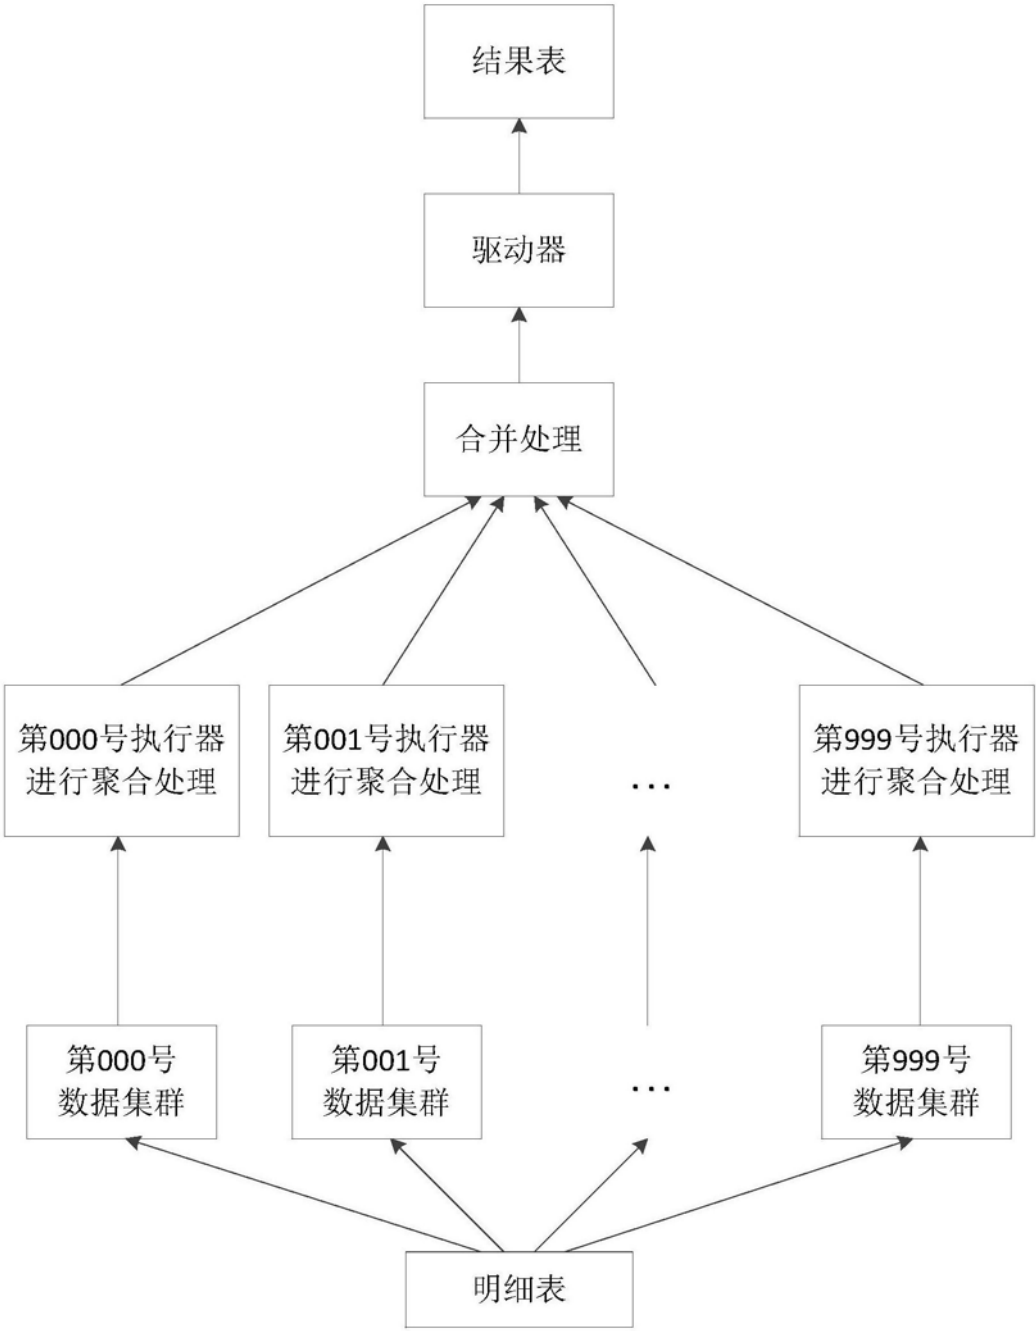 结果表
驱动器
合并处理
第000号执行器
进行聚合处理
第001号执行器
进行聚合处理
...
第999号执行器
进行聚合处理
第000号
数据集群
第001号
数据集群
...
第999号
数据集群
明细表